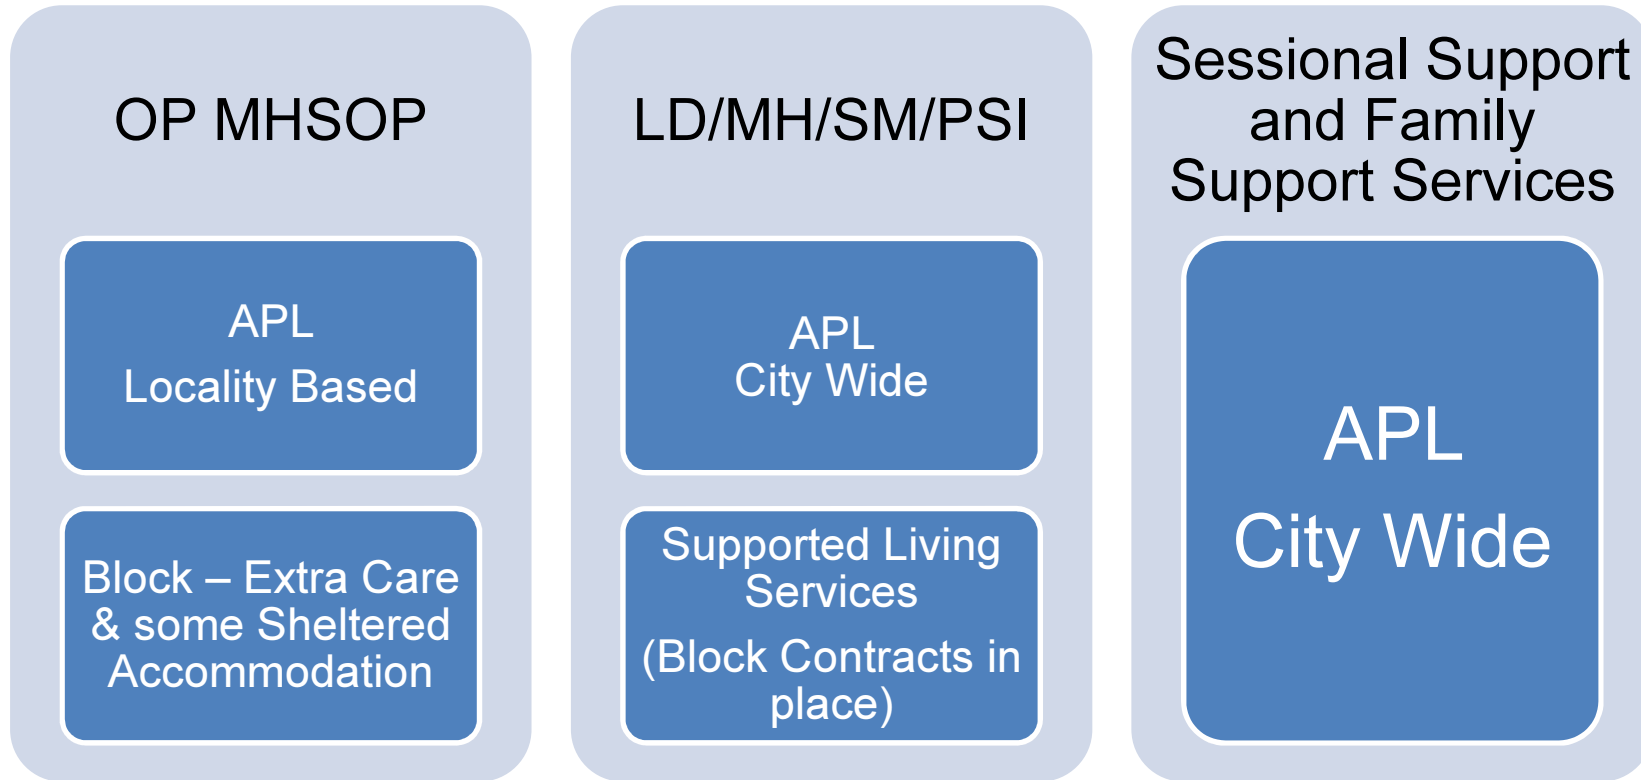 OP MHSOP
APL
Locality Based
Block – Extra Care
& some Sheltered
Accommodation
LD/MH/SM/PSI
APL
City Wide
Supported Living
Services
(Block Contracts in
place)
Sessional Support
and Family
Support Services
APL
City Wide